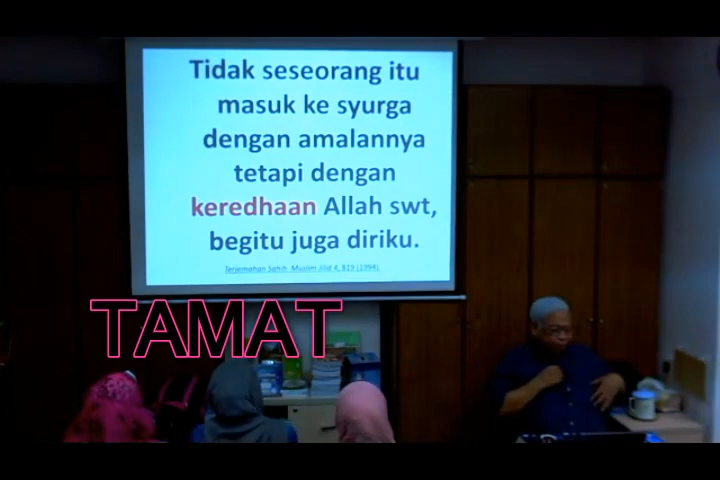 Tidak seseorang itu
masuk ke syurga
dengan amalannya
tetapi dengan
keredhaan Allah swt,
begitu juga diriku.
Terjemahan Sahih Muslim Jilid 4, 819 (1994).
TAMAT